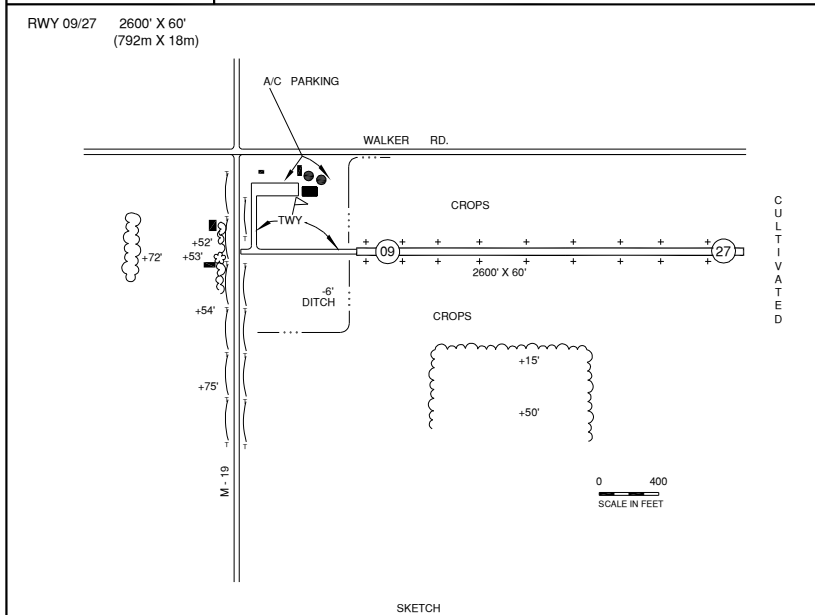 RWY 09/27 2600' X 60'
(792m X 18m)
A/C PARKING
WALKER RD.
CROPS
CULTIVATED
TWY
+72'
+52'
+53'
09
27
2600' X 60'
-6'
DITCH
+54'
CROPS
+15'
+75'
+50'
M - 19
0 400
SCALE IN FEET
SKETCH